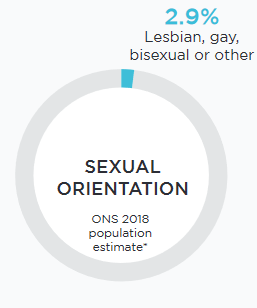 2.9%
Lesbian, gay,
bisexual or other
SEXUAL
ORIENTATION
ONS 2018
population
estimate*